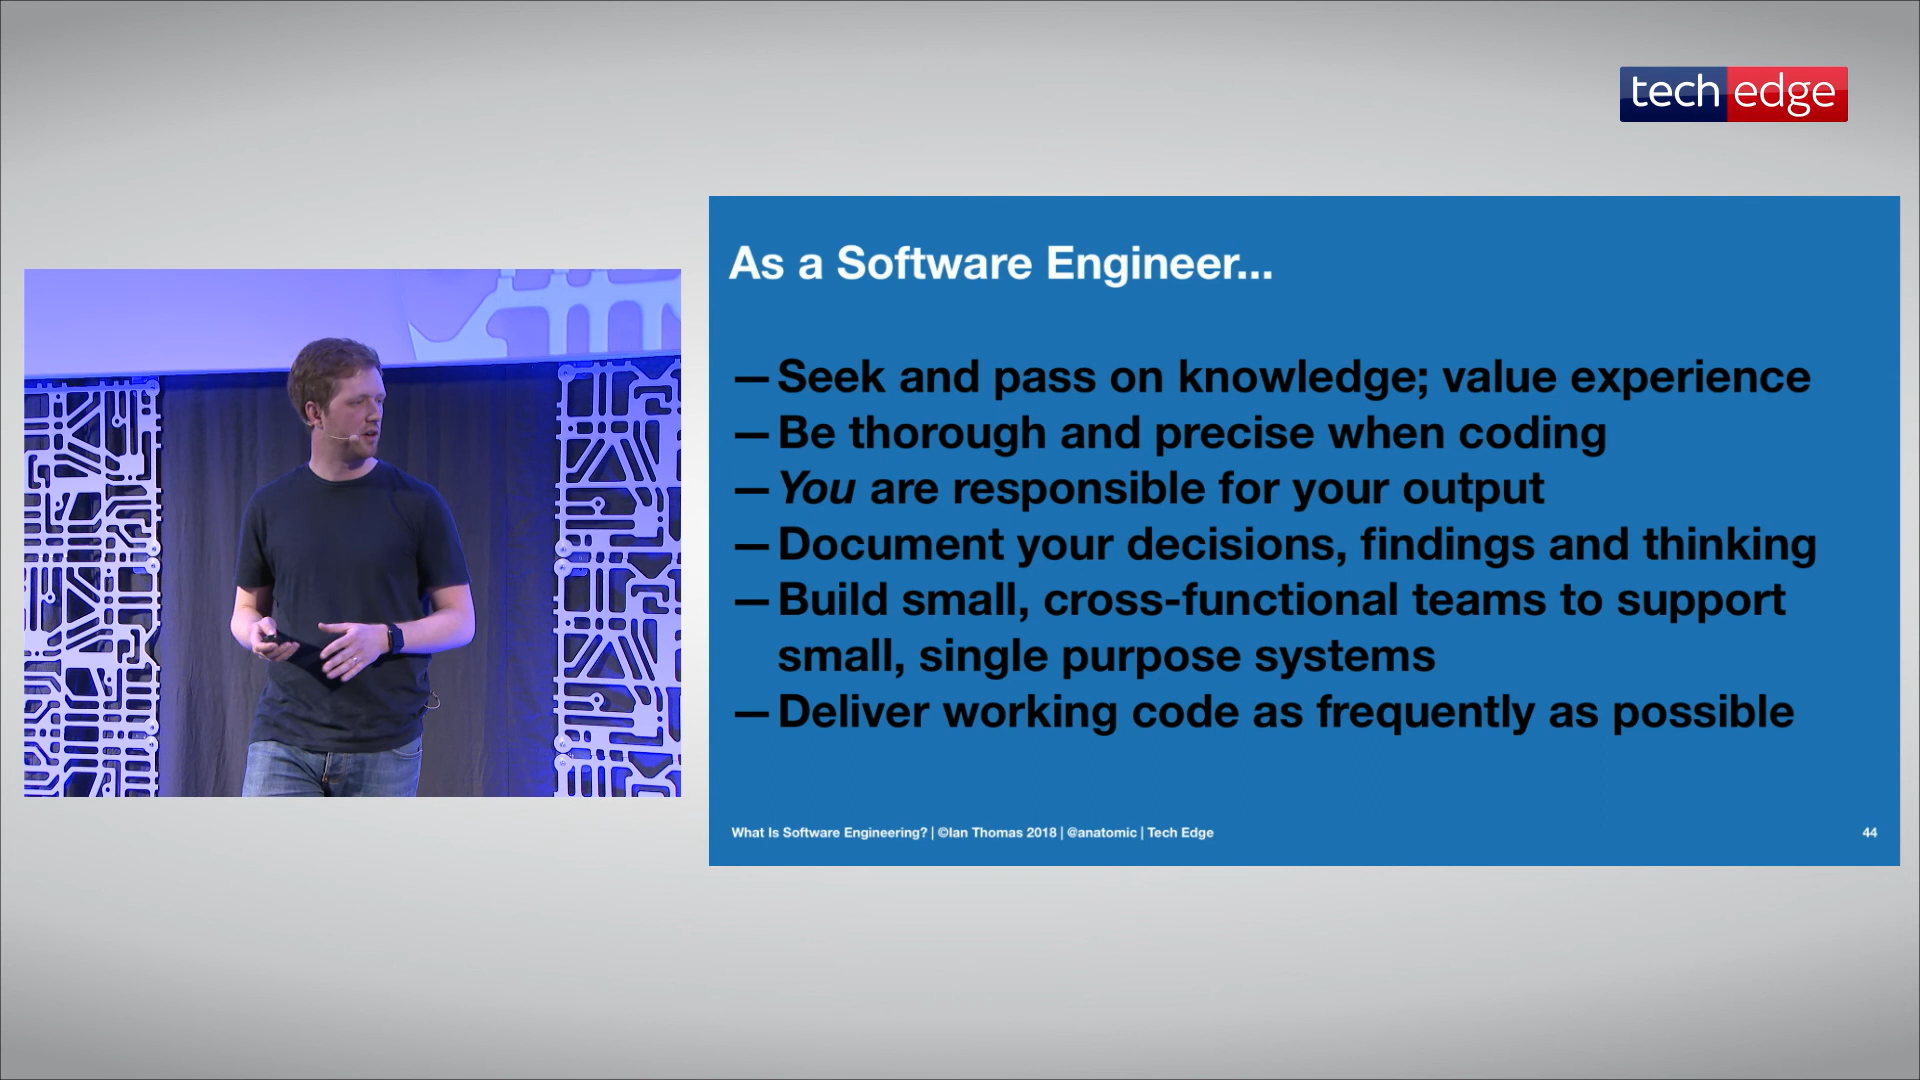 tech edge
As a Software Engineer...
— Seek and pass on knowledge; value experience
— Be thorough and precise when coding
— You are responsible for your output
— Document your decisions, findings and thinking
— Build small, cross-functional teams to support
small, single purpose systems
— Deliver working code as frequently as possible
What Is Software Engineering? | ©Ian Thomas 2018 | @anatomic | Tech Edge
44